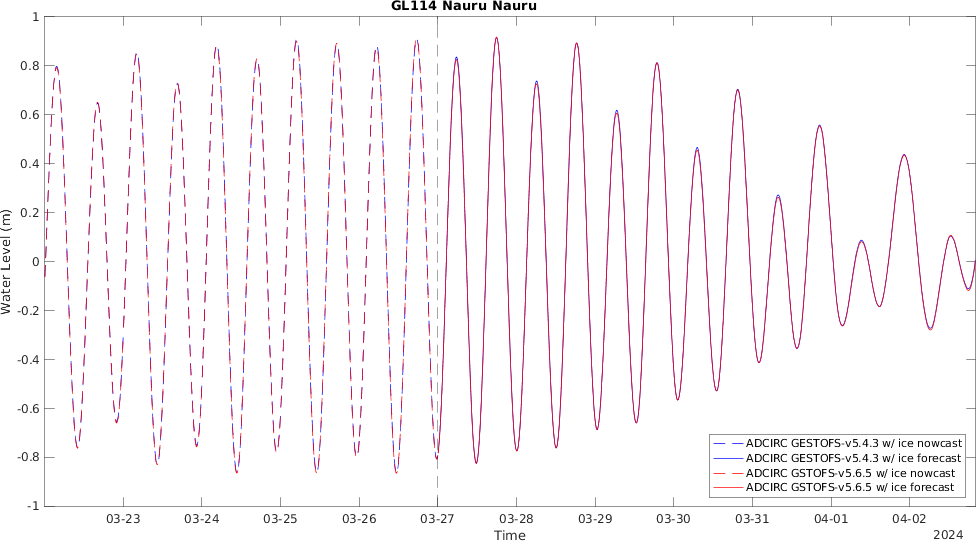 GL114 Nauru Nauru
1
0.8
0.6
0.4
0.2
0
-0.2
-0.4
-0.6
-0.8
-1
Water Level (m)
03-23 03-24 03-25 03-26 03-27 03-28 03-29 03-30 03-31 04-01 04-02
Time
2024
ADCIRC GESTOFS-v5.4.3 w/ ice nowcast
ADCIRC GESTOFS-v5.4.3 w/ ice forecast
ADCIRC GSTOFS-v5.6.5 w/ ice nowcast
ADCIRC GSTOFS-v5.6.5 w/ ice forecast